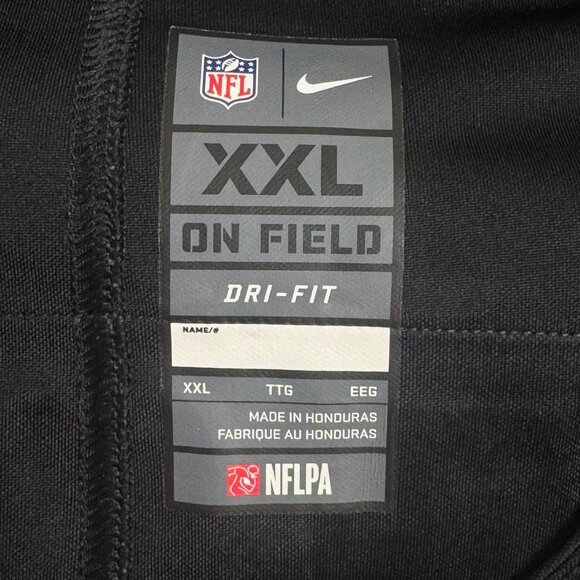 NFL
XXL
ON FIELD
DRI-FIT
NAME/#
XXL TTG EEG
MADE IN HONDURAS
FABRIQUE AU HONDURAS
NFLPA